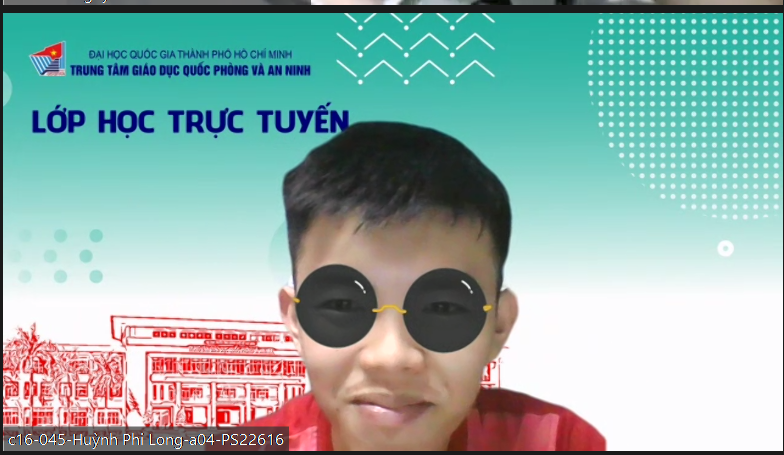 ĐẠI HỌC QUỐC GIA THÀNH PHỐ HỒ CHÍ MINH
TRUNG TÂM GIÁO DỤC QUỐC PHÒNG VÀ AN NINH
LỚP HỌC TRỰC TUYẾN
c16-045-Huỳnh Phi Long-a04-PS22616